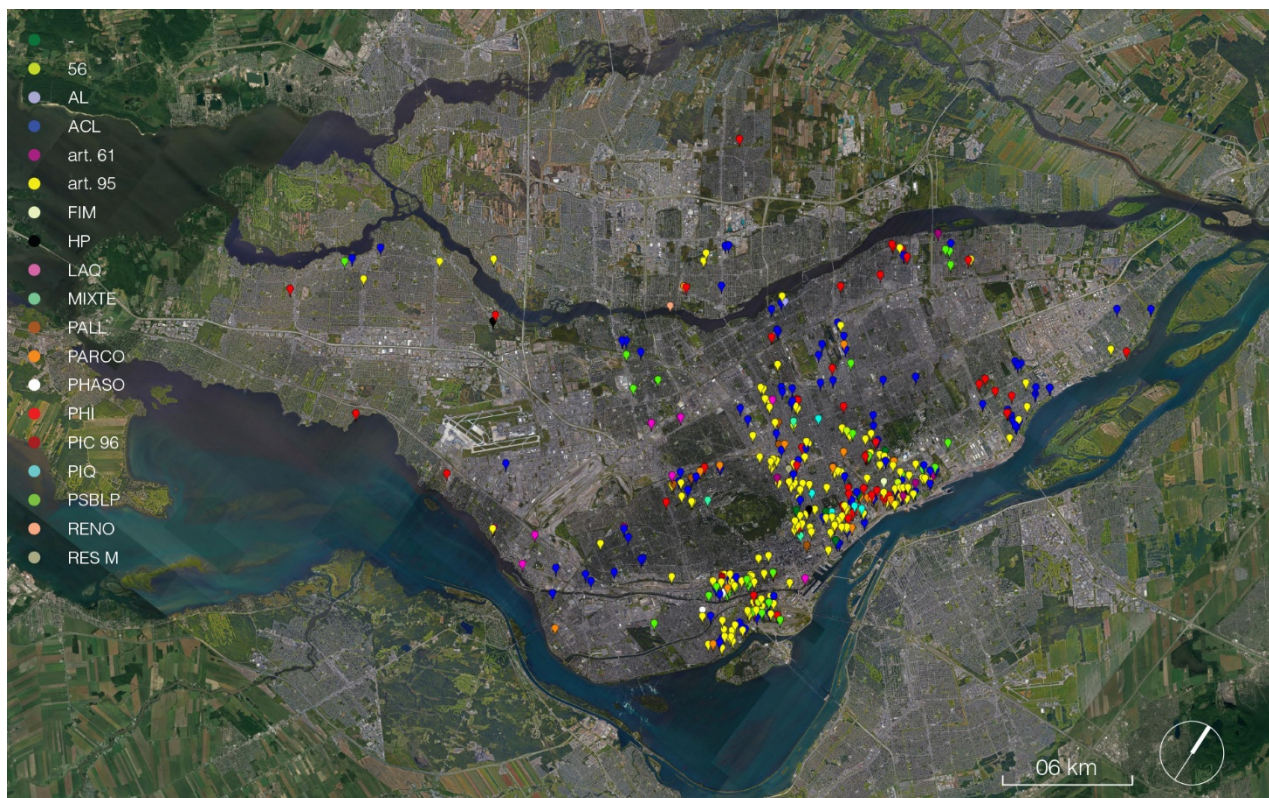 -
56
AL
ACL
art. 61
art. 95
FIM
HP
LAQ
MIXTE
PALL
PARCO
PHASO
PHI
PIC 96
PIQ
PSBLP
RENO
RES M
06 km